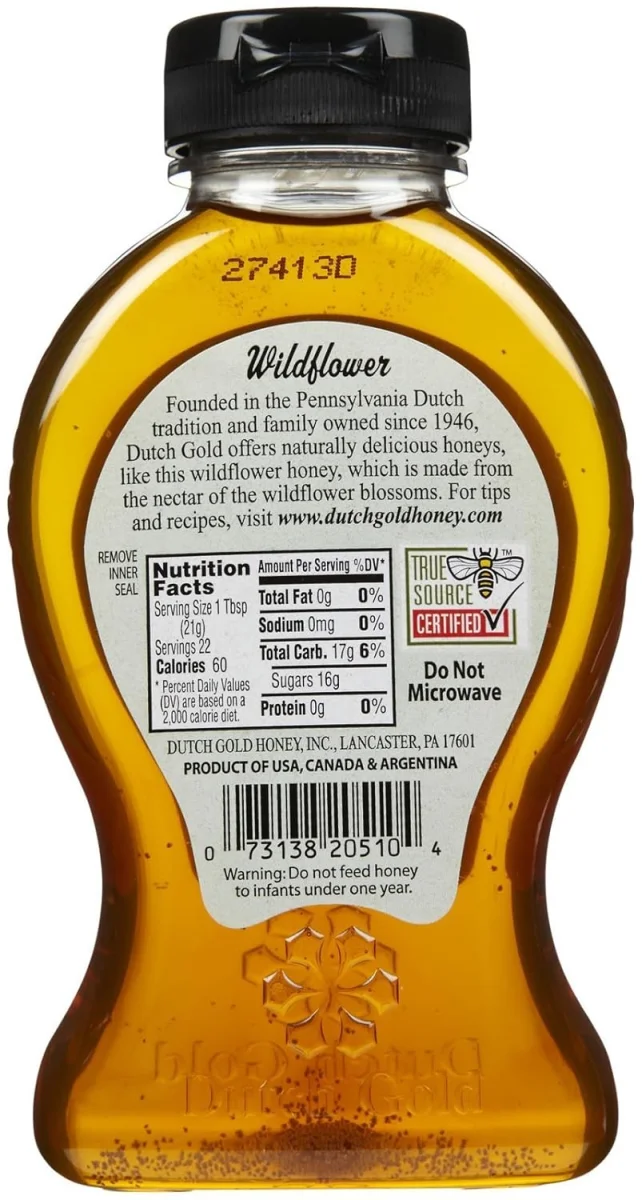 27413D
Wildflower
Founded in the Pennsylvania Dutch
tradition and family owned since 1946,
Dutch Gold offers naturally delicious honeys,
like this wildflower honey, which is made from
the nectar of the wildflower blossoms. For tips
and recipes, visit www.dutchgoldhoney.com
REMOVE
INNER
SEAL
Nutrition
Facts
Serving Size 1 Tbsp
(21g)
Servings 22
Calories 60
* Percent Daily Values
(DV) are based on a
2,000 calorie diet.
Amount Per Serving %DV*
Total Fat 0g 0%
Sodium 0mg 0%
Total Carb. 17g 6%
Sugars 16g
Protein 0g 0%
TRUE
SOURCE
CERTIFIED
TM
Do Not
Microwave
DUTCH GOLD HONEY, INC., LANCASTER, PA 17601
PRODUCT OF USA, CANADA & ARGENTINA
0 73138 20510 4
Warning: Do not feed honey
to infants under one year.
Dutch Gold
Dutch Gold